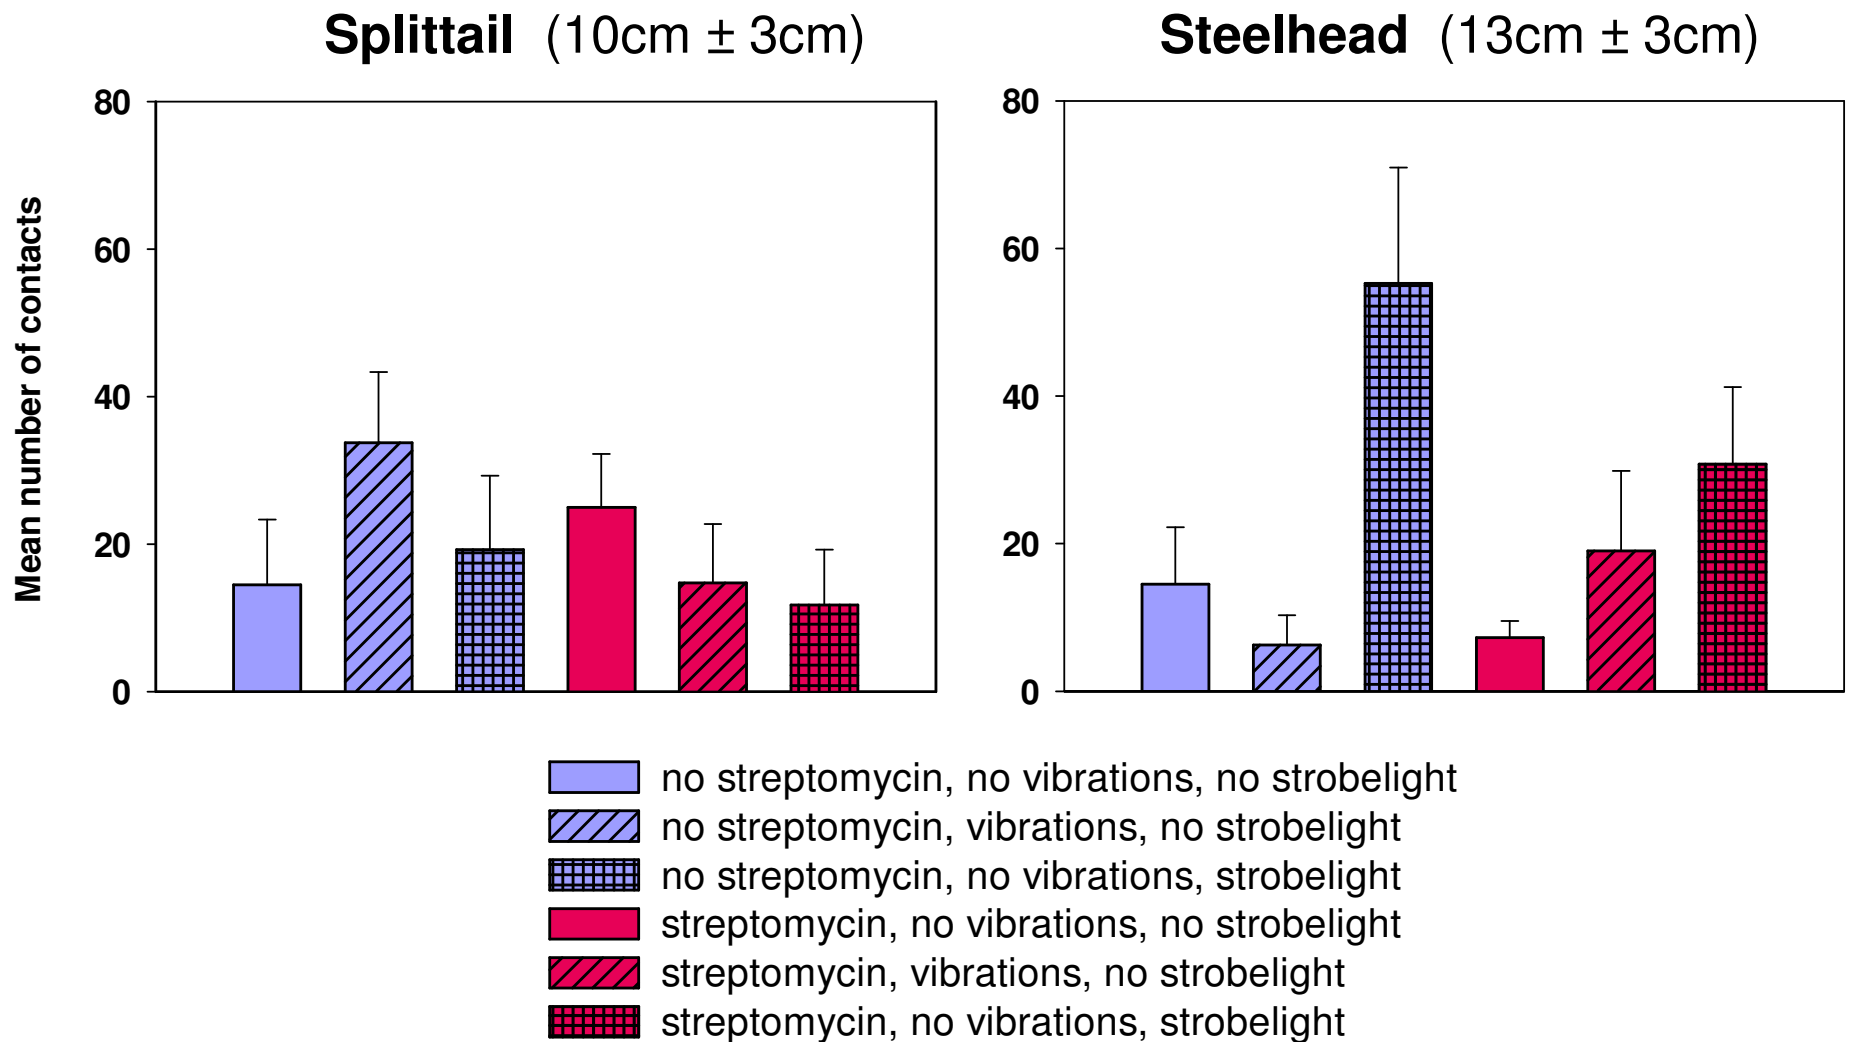 Splittail (10cm ± 3cm)
Steelhead (13cm ± 3cm)
Mean number of contacts
80
60
40
20
0
80
60
40
20
0
no streptomycin, no vibrations, no strobelight
no streptomycin, vibrations, no strobelight
no streptomycin, no vibrations, strobelight
streptomycin, no vibrations, no strobelight
streptomycin, vibrations, no strobelight
streptomycin, no vibrations, strobelight